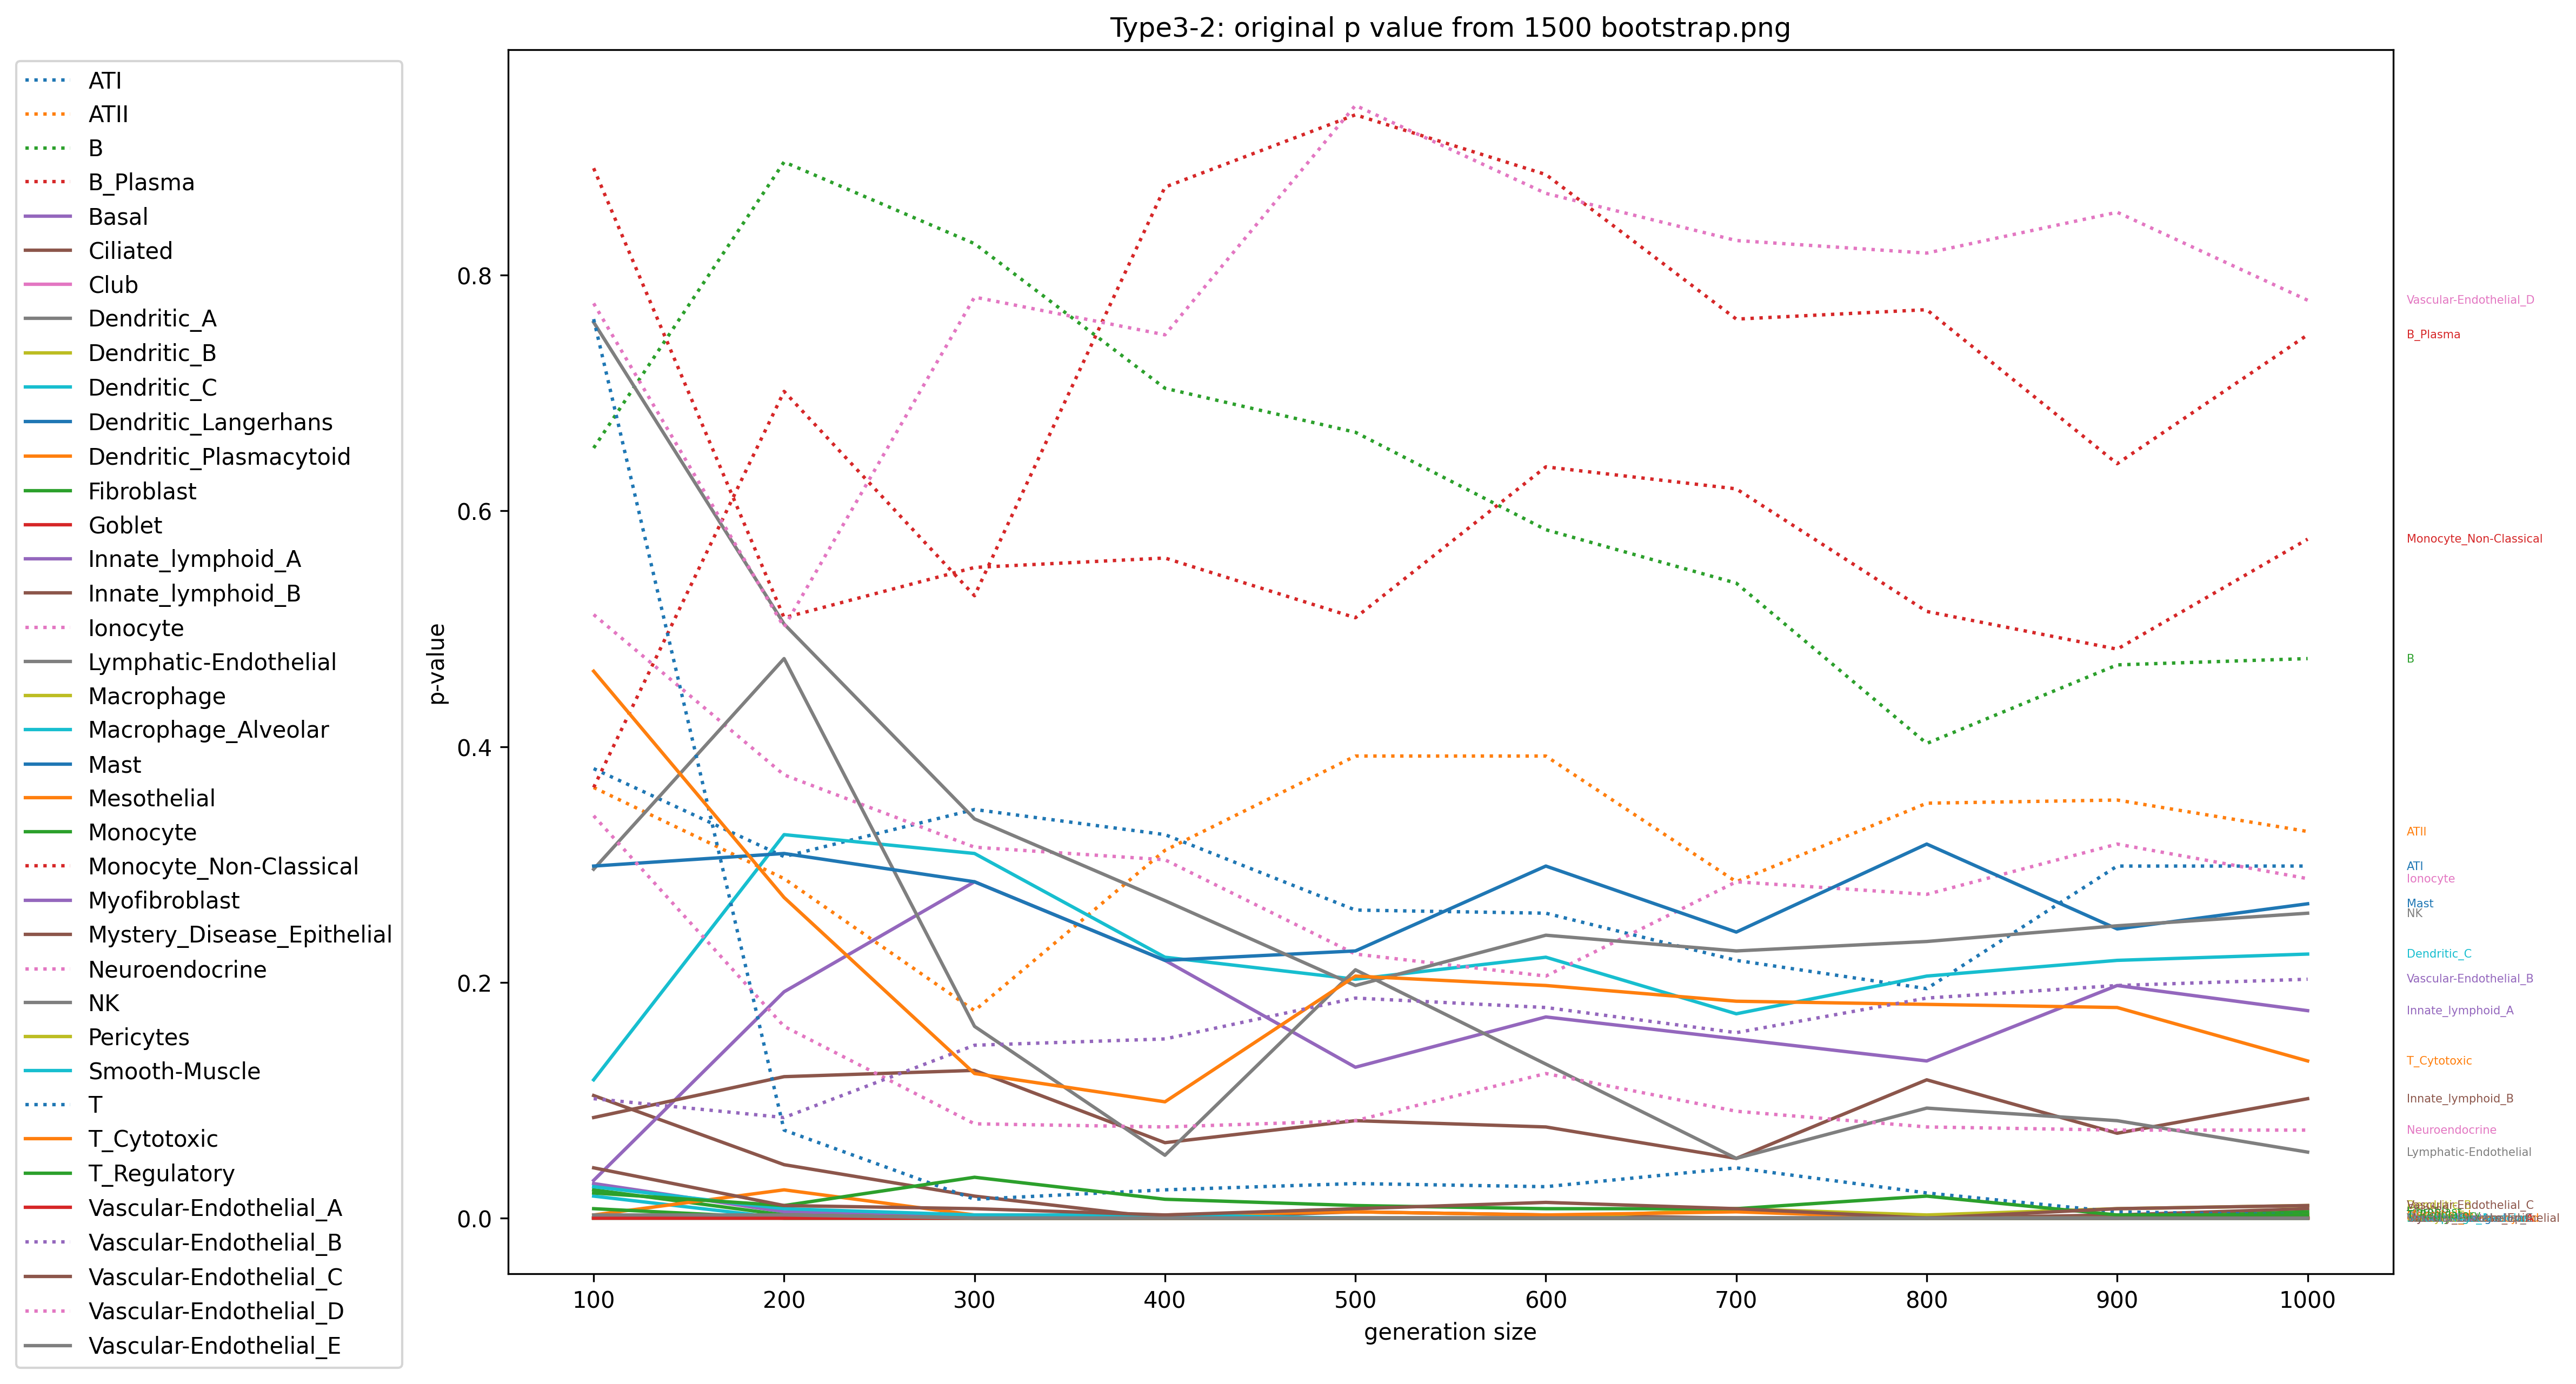 Type3-2: original p value from 1500 bootstrap.png
ATI
ATII
B
B_Plasma
Basal
Ciliated
Club
Dendritic_A
Dendritic_B
Dendritic_C
Dendritic_Langerhans
Dendritic_Plasmacytoid
Fibroblast
Goblet
Innate_lymphoid_A
Innate_lymphoid_B
Ionocyte
Lymphatic-Endothelial
Macrophage
Macrophage_Alveolar
Mast
Mesothelial
Monocyte
Monocyte_Non-Classical
Myofibroblast
Mystery_Disease_Epithelial
Neuroendocrine
NK
Pericytes
Smooth-Muscle
T
T_Cytotoxic
T_Regulatory
Vascular-Endothelial_A
Vascular-Endothelial_B
Vascular-Endothelial_C
Vascular-Endothelial_D
Vascular-Endothelial_E
p-value
0.8
0.6
0.4
0.2
0.0
100 200 300 400 500 600 700 800 900 1000
generation size
Vascular-Endothelial_D
B_Plasma
Monocyte_Non-Classical
B
ATII
ATI
Ionocyte
Mast
NK
Dendritic_C
Vascular-Endothelial_B
Innate_lymphoid_A
T_Cytotoxic
Innate_lymphoid_B
Neuroendocrine
Lymphatic-Endothelial
Vascular-Endothelial_C